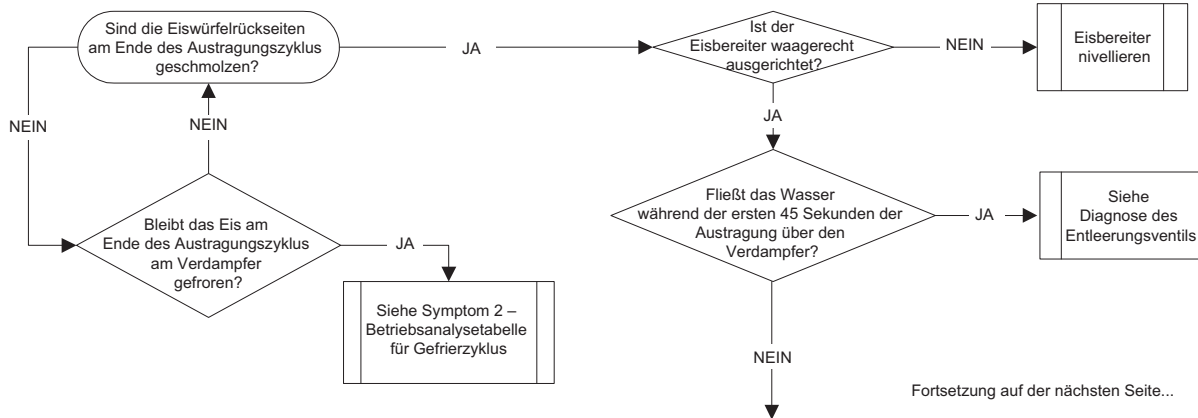 Sind die Eiswürfelrückseiten
am Ende des Austragungszyklus
geschmolzen?
JA
Ist der
Eisbereiter waagerecht
ausgerichtet?
NEIN
Eisbereiter
nivellieren
NEIN
NEIN
JA
Bleibt das Eis am
Ende des Austragungszyklus
am Verdampfer
gefroren?
JA
Siehe Symptom 2 –
Betriebsanalysetabelle
für Gefrierzyklus
Fließt das Wasser
während der ersten 45 Sekunden der
Austragung über den
Verdampfer?
JA
Siehe
Diagnose des
Entleerungsventils
NEIN
Fortsetzung auf der nächsten Seite...